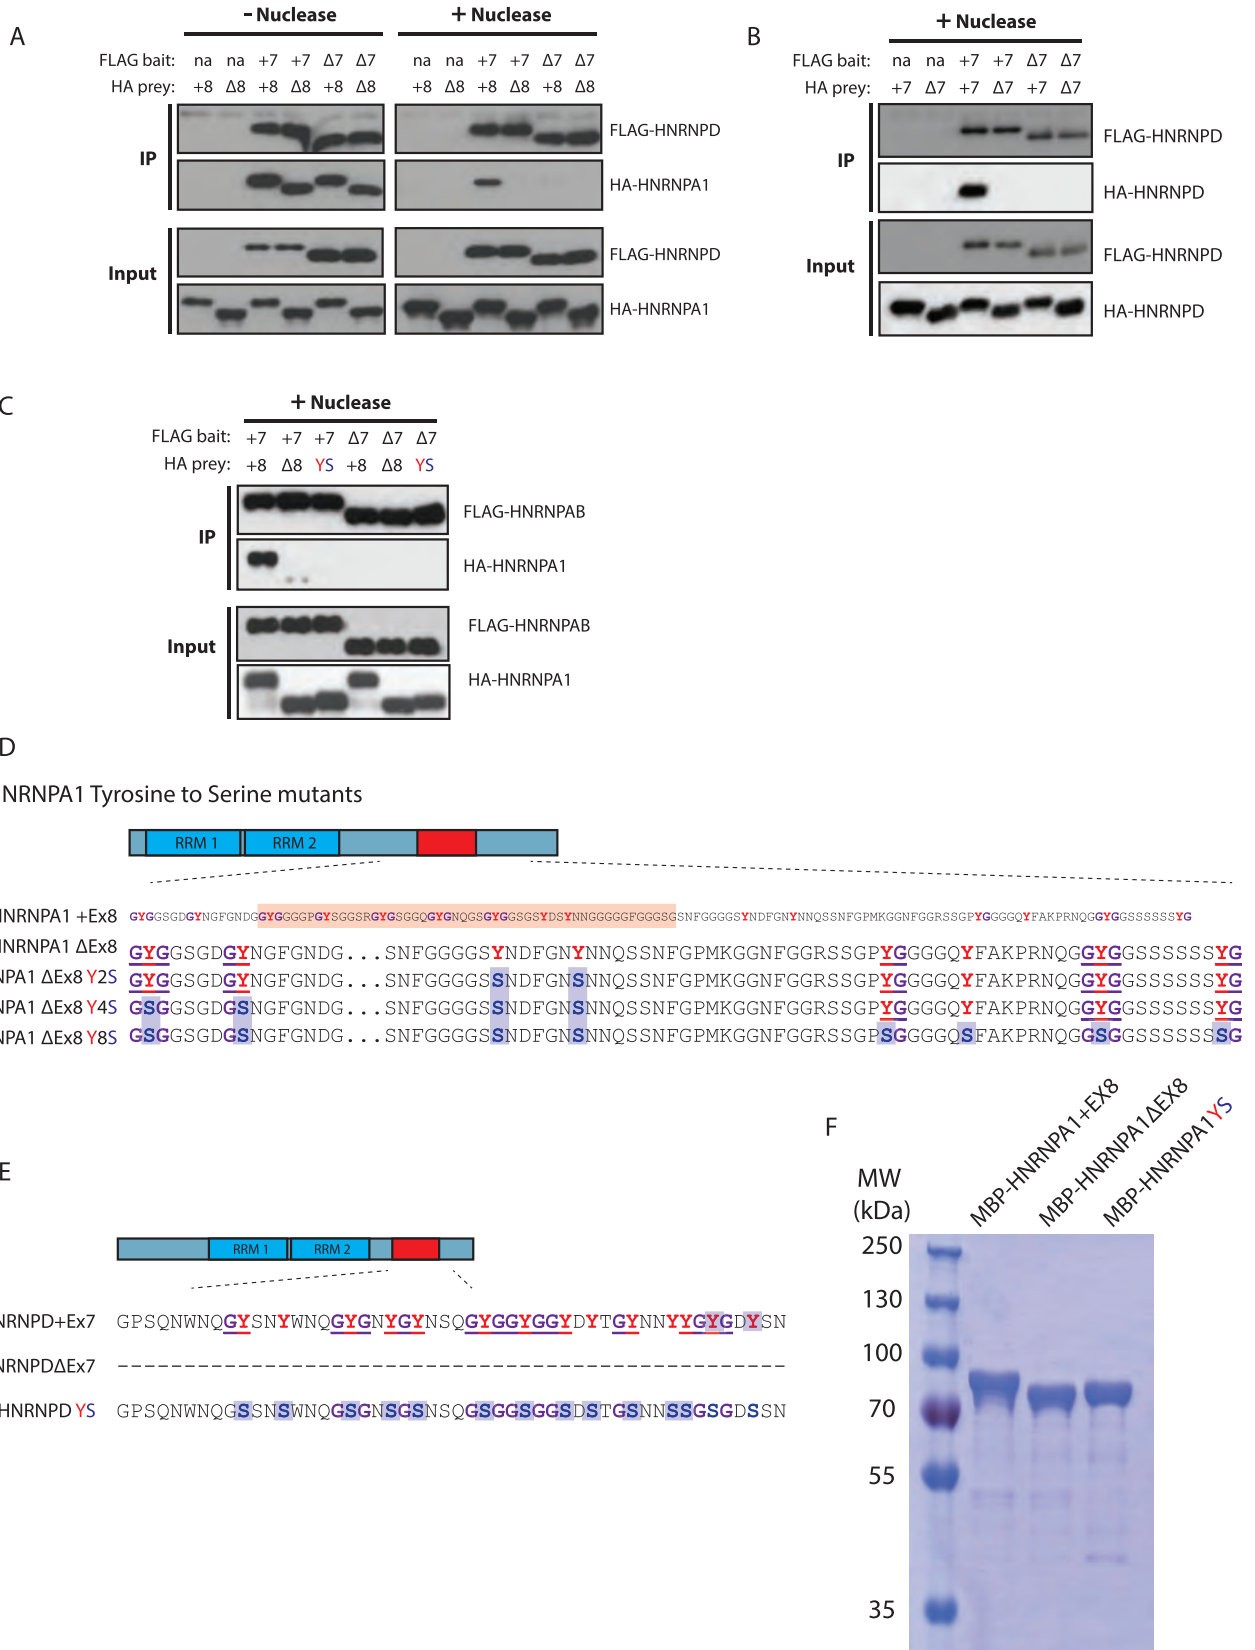 A
- Nuclease
+ Nuclease
FLAG bait: na na +7 +7 Δ7 Δ7 na na +7 +7 Δ7 Δ7
HA prey: +8 Δ8 +8 Δ8 +8 Δ8 +8 Δ8 +8 Δ8 +8 Δ8
IP
FLAG-HNRNPD
HA-HNRNPA1
Input
FLAG-HNRNPD
HA-HNRNPA1
B
+ Nuclease
FLAG bait: na na +7 +7 Δ7 Δ7
HA prey: +7 Δ7 +7 Δ7 +7 Δ7
IP
FLAG-HNRNPD
HA-HNRNPD
Input
FLAG-HNRNPD
HA-HNRNPD
C
+ Nuclease
FLAG bait: +7 +7 +7 Δ7 Δ7 Δ7
HA prey: +8 Δ8 YS +8 Δ8 YS
IP
FLAG-HNRNPAB
HA-HNRNPA1
Input
FLAG-HNRNPAB
HA-HNRNPA1
D
NRNPA1 Tyrosine to Serine mutants
RRM 1 RRM 2
NRNPA1 +Ex8 GYGGSGDGYNGFGNDGGYGGGGPGYSGGSRGYGSGGQGYGNQGSGYGGSGSYDSYNNGGGGGFGGGSGSNFGGGGSYNDFGNYNNQSSNFGPMKGGNFGGRSSGPYGGGGQYFAKPRNQGGYGGSSSSSSYG
NRNPA1 ΔEx8 GYGGSGDGYNGFGNDG...SNFGGGGSYNDFGNYNNQSSNFGPMKGGNFGGRSSGPYGGGGQYFAKPRNQGGYGGSSSSSSYG
NPA1 ΔEx8 Y2S GYGGSGDGYNGFGNDG...SNFGGGGSSNDFGNSNNQSSNFGPMKGGNFGGRSSGPYGGGGQYFAKPRNQGGYGGSSSSSSYG
NPA1 ΔEx8 Y4S GSGGSGDGSNGFGNDG...SNFGGGGSSNDFGNSNNQSSNFGPMKGGNFGGRSSGPYGGGGQYFAKPRNQGGYGGSSSSSSYG
NPA1 ΔEx8 Y8S GSGGSGDGSNGFGNDG...SNFGGGGSSNDFGNSNNQSSNFGPMKGGNFGGRSSGPSGGGGQSFAKPRNQGGSGGSSSSSSSG
E
RRM 1 RRM 2
NRNPD+Ex7 GPSQNWNQGYSNYWNQGYGNYGYNSQGYGGYGGYDYTGYNNYYGYGDYSN
NRNPDΔEx7 --------------------------------------------------
HNRNPD YS GPSQNWNQGSSNSWNQGSGNSGSNSQGSGGSGGSDSTGSNNSSGSGDSSN
F
MW
(kDa)
MBP-HNRNPA1+EX8
MBP-HNRNPA1ΔEX8
MBP-HNRNPA1YS
250
130
100
70
55
35